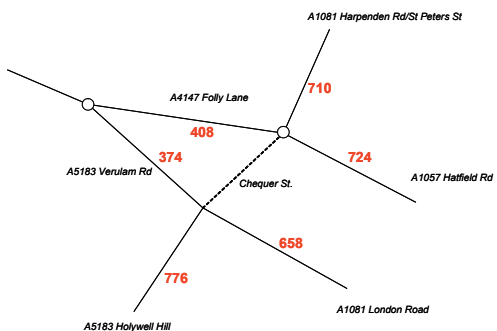 A1081 Harpenden Rd/St Peters St
710
A4147 Folly Lane
408
374
A5183 Verulam Rd
724
Chequer St.
A1057 Hatfield Rd
658
776
A1081 London Road
A5183 Holywell Hill